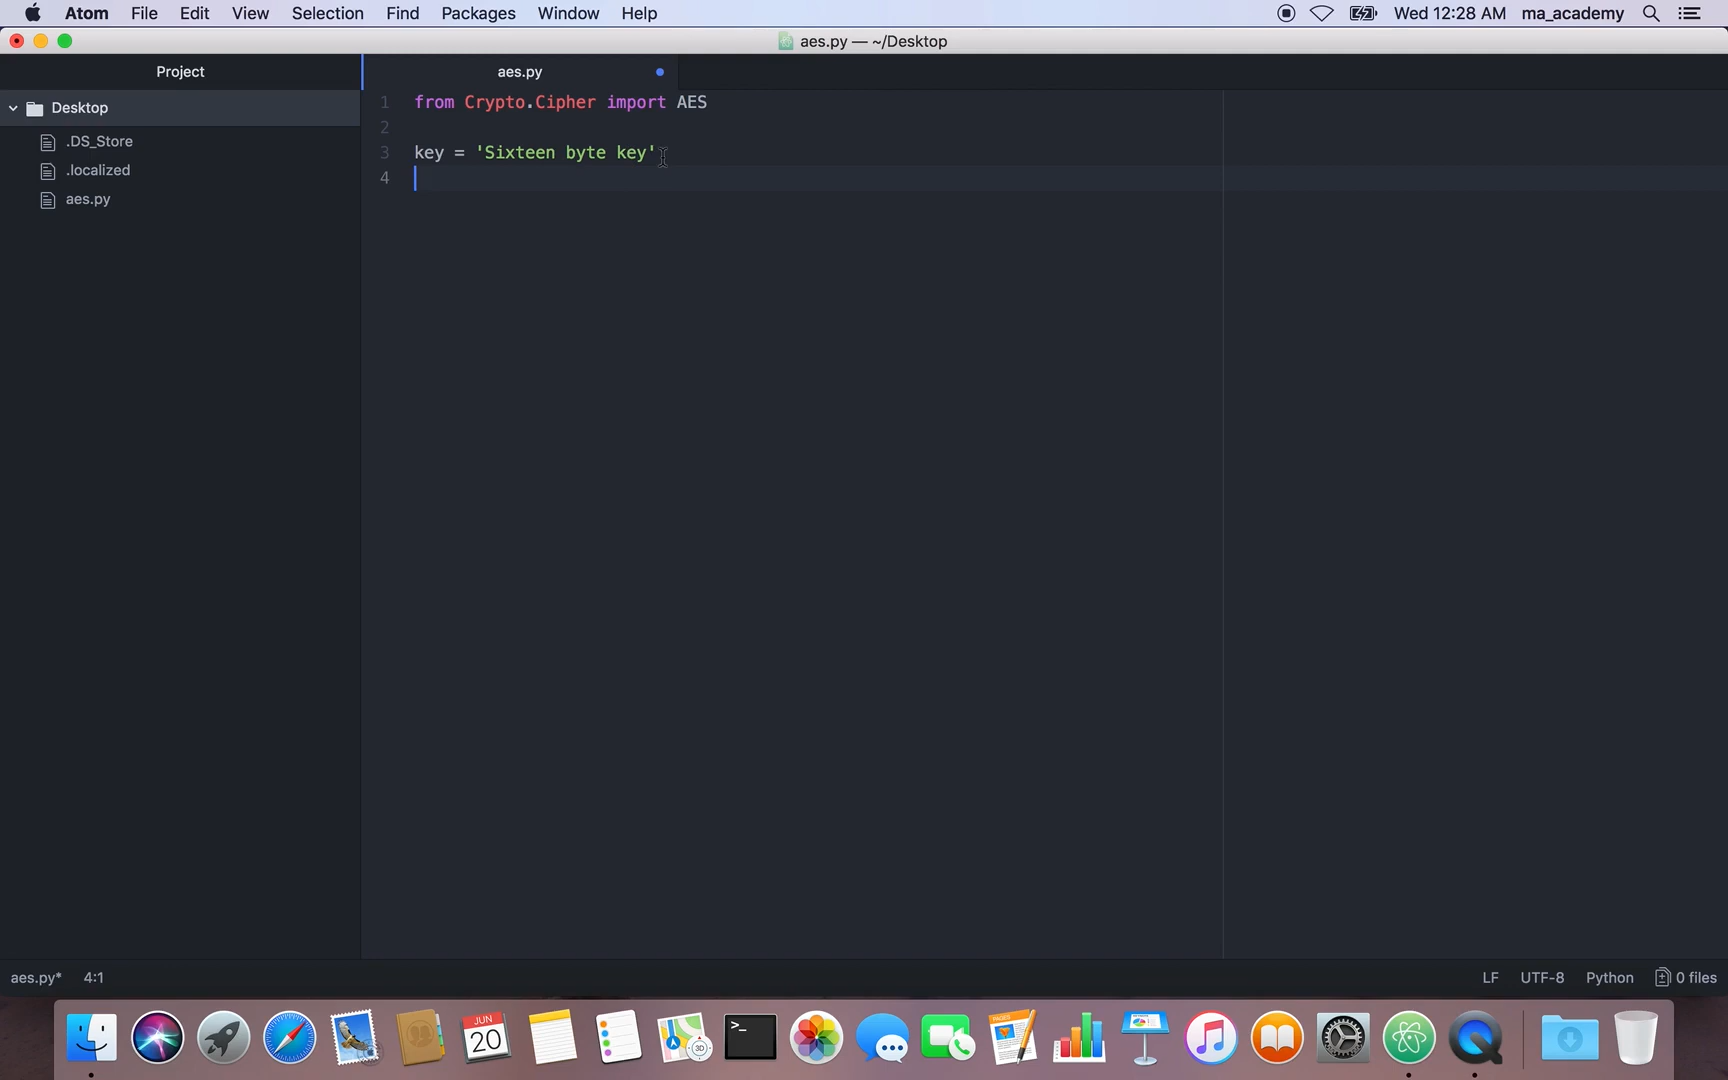 Atom File Edit View Selection Find Packages Window Help Wed 12:28 AM ma_academy
aes.py — ~/Desktop
Project
aes.py
Desktop
.DS_Store
.localized
aes.py
1 from Crypto.Cipher import AES
2
3 key = 'Sixteen byte key'
4
aes.py* 4:1 LF UTF-8 Python 0 files
JUN
20
>_
PAGES